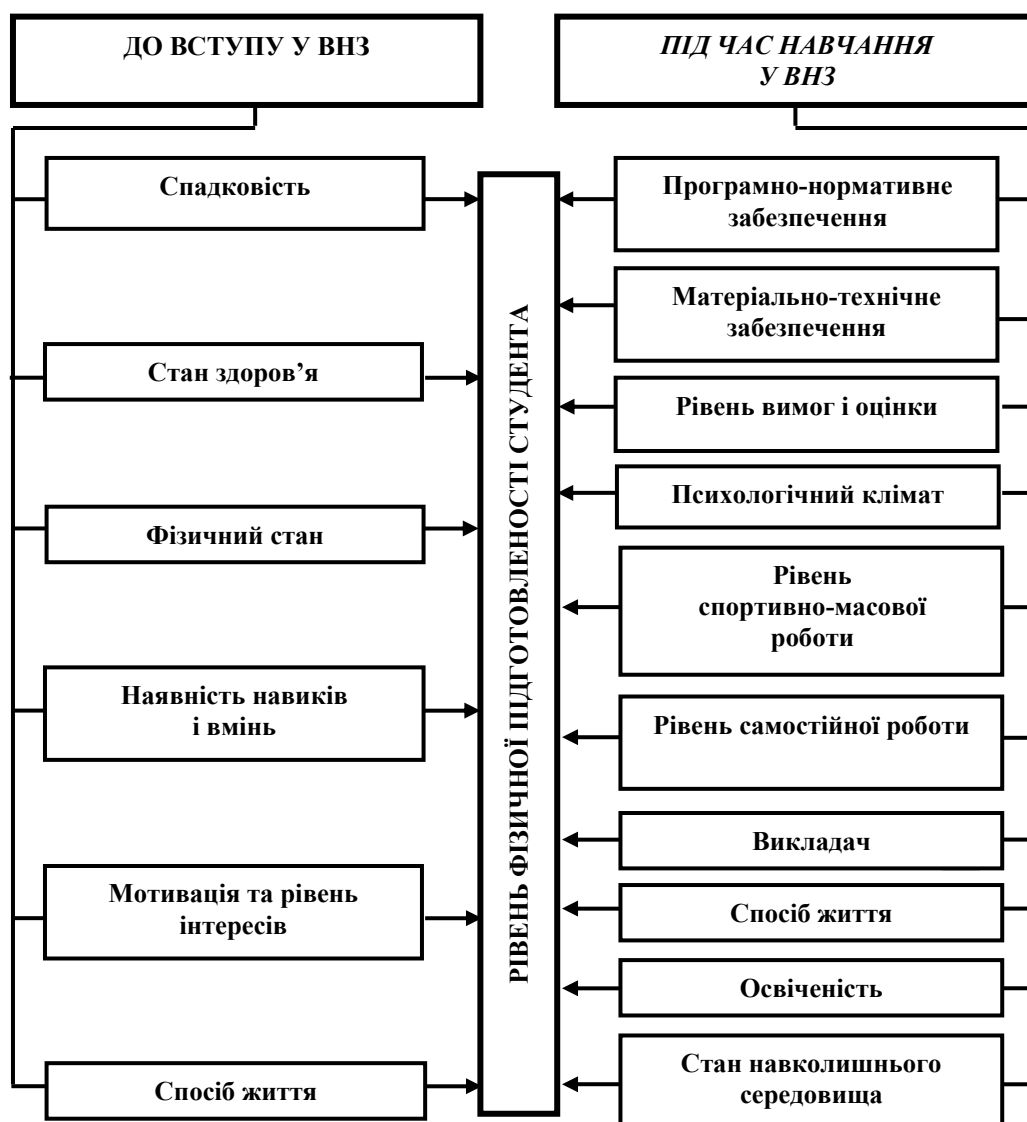 ДО ВСТУПУ У ВНЗ
ПІД ЧАС НАВЧАННЯ
У ВНЗ
Спадковість
Стан здоров’я
Фізичний стан
Наявність навиків
і вмінь
Мотивація та рівень
інтересів
Спосіб життя
РІВЕНЬ ФІЗИЧНОЇ ПІДГОТОВЛЕНОСТІ СТУДЕНТА
Програмно-нормативне
забезпечення
Матеріально-технічне
забезпечення
Рівень вимог і оцінки
Психологічний клімат
Рівень
спортивно-масової
роботи
Рівень самостійної роботи
Викладач
Спосіб життя
Освіченість
Стан навколишнього
середовища